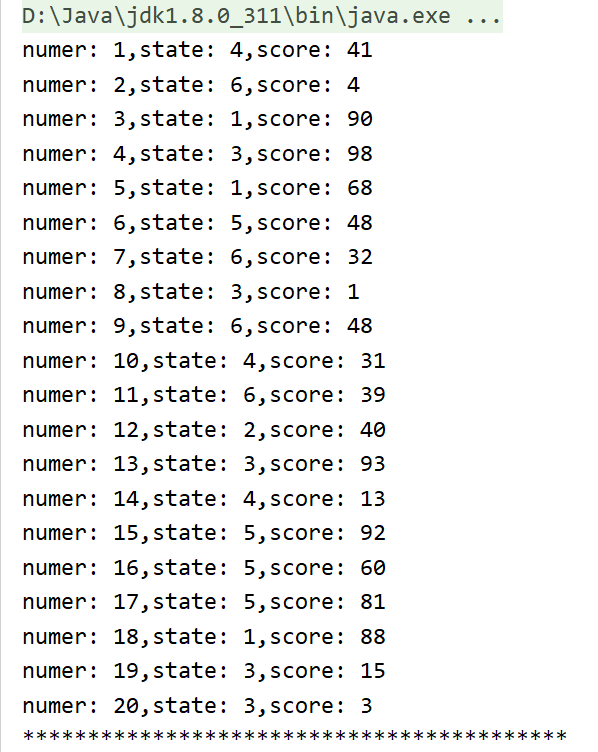 D:\Java\jdk1.8.0_311\bin\java.exe ...
numer: 1,state: 4,score: 41
numer: 2,state: 6,score: 4
numer: 3,state: 1,score: 90
numer: 4,state: 3,score: 98
numer: 5,state: 1,score: 68
numer: 6,state: 5,score: 48
numer: 7,state: 6,score: 32
numer: 8,state: 3,score: 1
numer: 9,state: 6,score: 48
numer: 10,state: 4,score: 31
numer: 11,state: 6,score: 39
numer: 12,state: 2,score: 40
numer: 13,state: 3,score: 93
numer: 14,state: 4,score: 13
numer: 15,state: 5,score: 92
numer: 16,state: 5,score: 60
numer: 17,state: 5,score: 81
numer: 18,state: 1,score: 88
numer: 19,state: 3,score: 15
numer: 20,state: 3,score: 3
******************************************